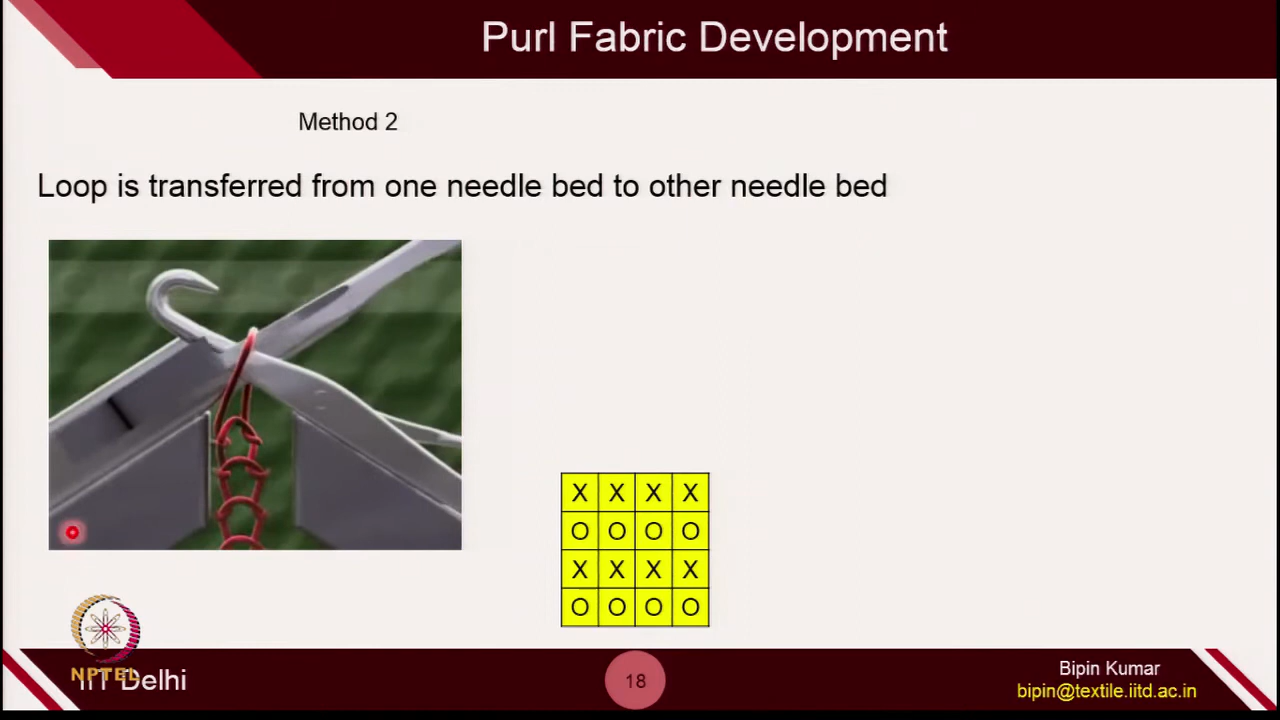 Purl Fabric Development
Method 2
Loop is transferred from one needle bed to other needle bed
X X X X
O O O O
X X X X
O O O O
NPTEL
IIT Delhi
18
Bipin Kumar
bipin@textile.iitd.ac.in